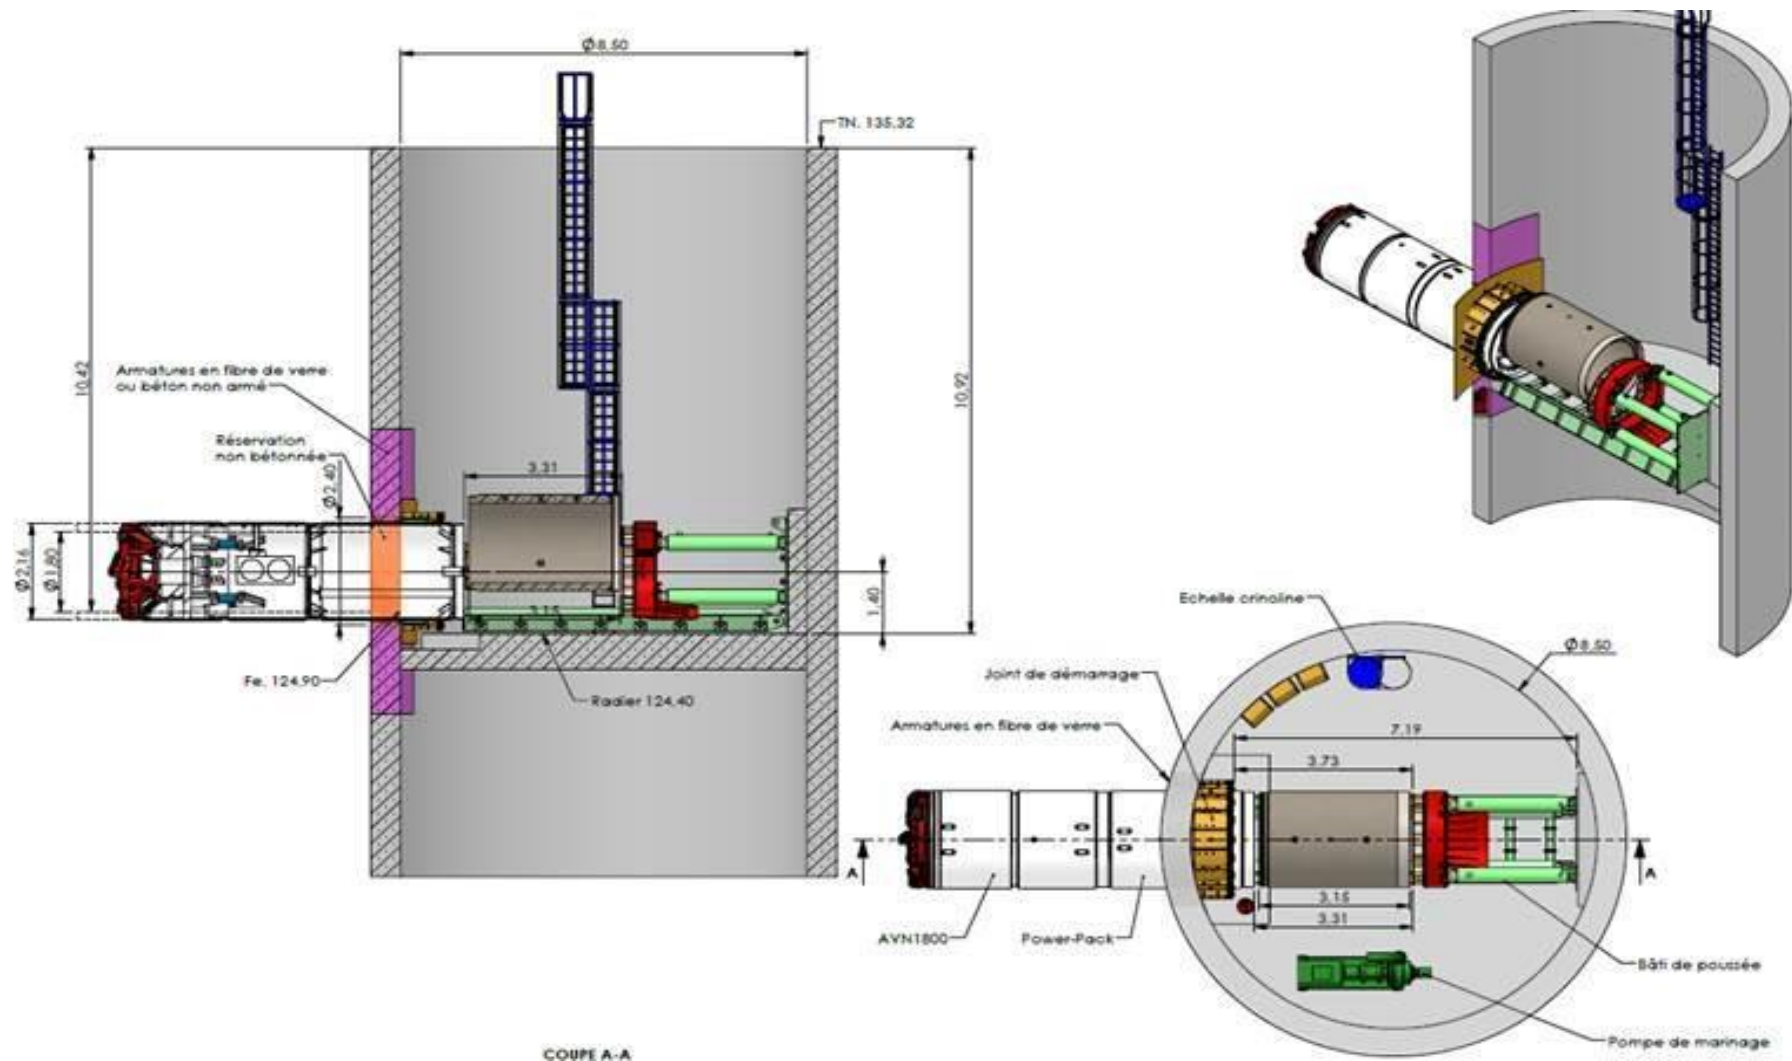 Ø8,50
TN. 135,32
10,42
Armatures en fibre de verre
ou béton non armé
Réservation
non bétonnée
Ø2,40
3,31
10,92
Ø2,16
Ø1,80
1,40
Fe. 124,90
Radier 124,40
Echelle crinoline
Joint de démarrage
Ø8,50
Armatures en fibre de verre
7,19
3,73
A
A
3,15
3,31
AVN1800
Power-Pack
Bâti de poussée
Pompe de marinage
COUPE A-A